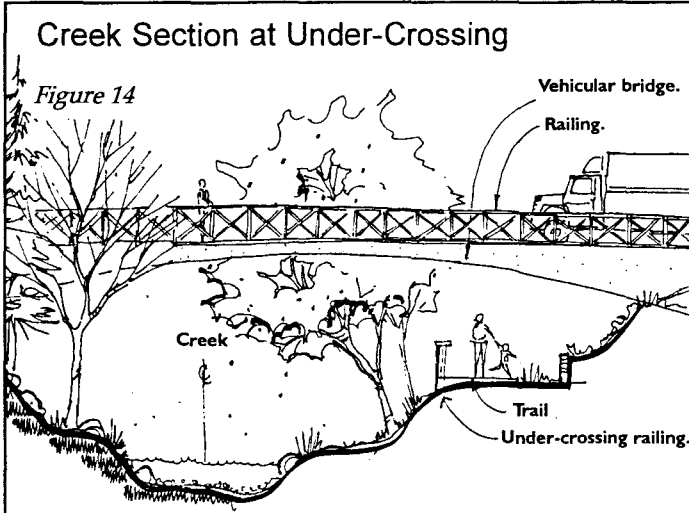 Creek Section at Under-Crossing
Figure 14
Vehicular bridge.
Railing.
Creek
℄
Trail
Under-crossing railing.